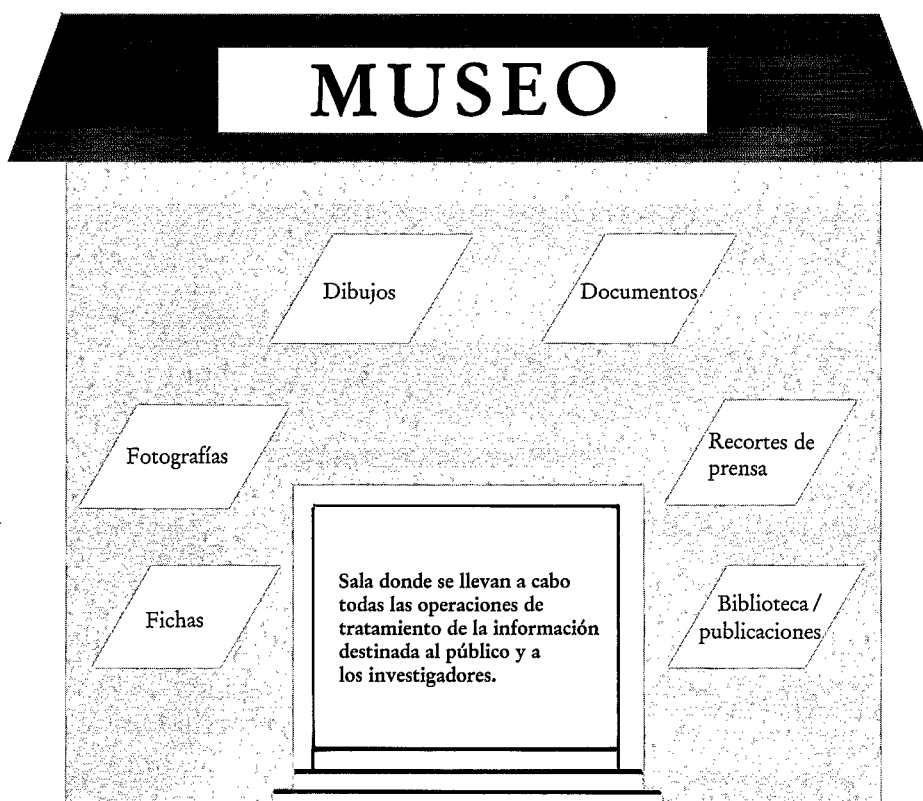 MUSEO
Dibujos
Documentos
Fotografías
Recortes de
prensa
Sala donde se llevan a cabo
todas las operaciones de
tratamiento de la información
destinada al público y a
los investigadores.
Fichas
Biblioteca /
publicaciones